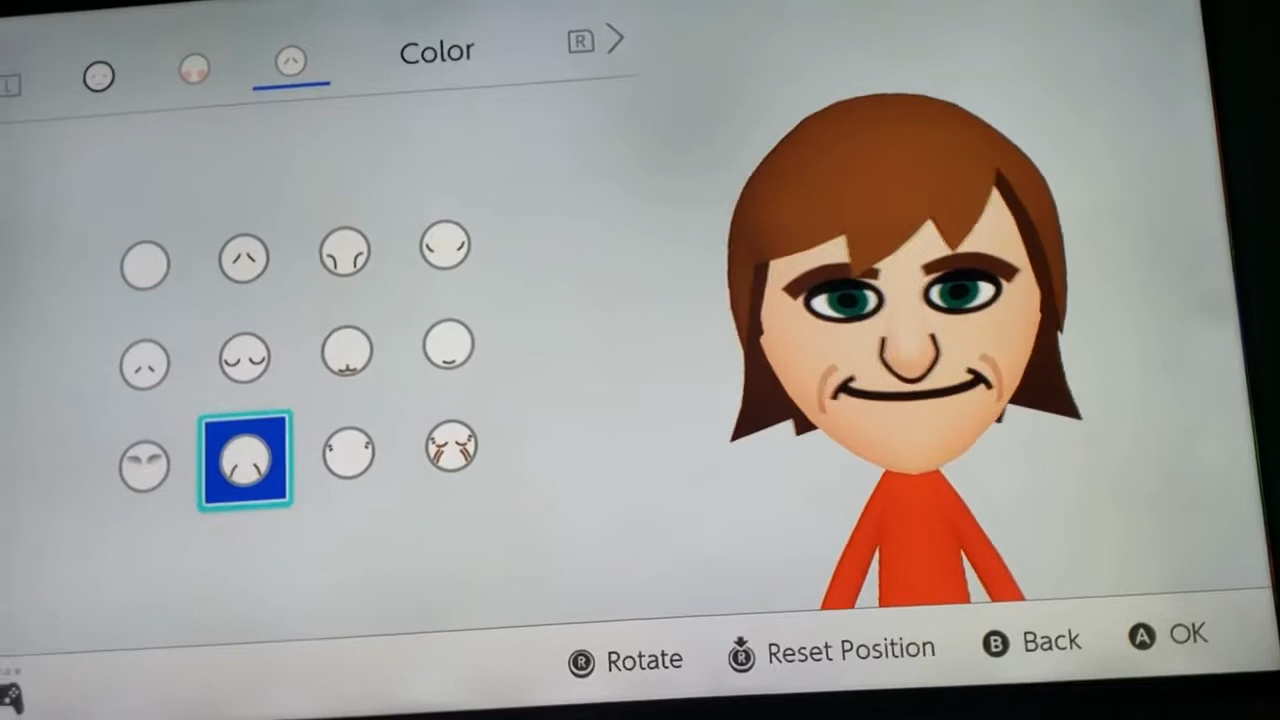 L
Color
R
R Rotate
R Reset Position
B Back
A OK